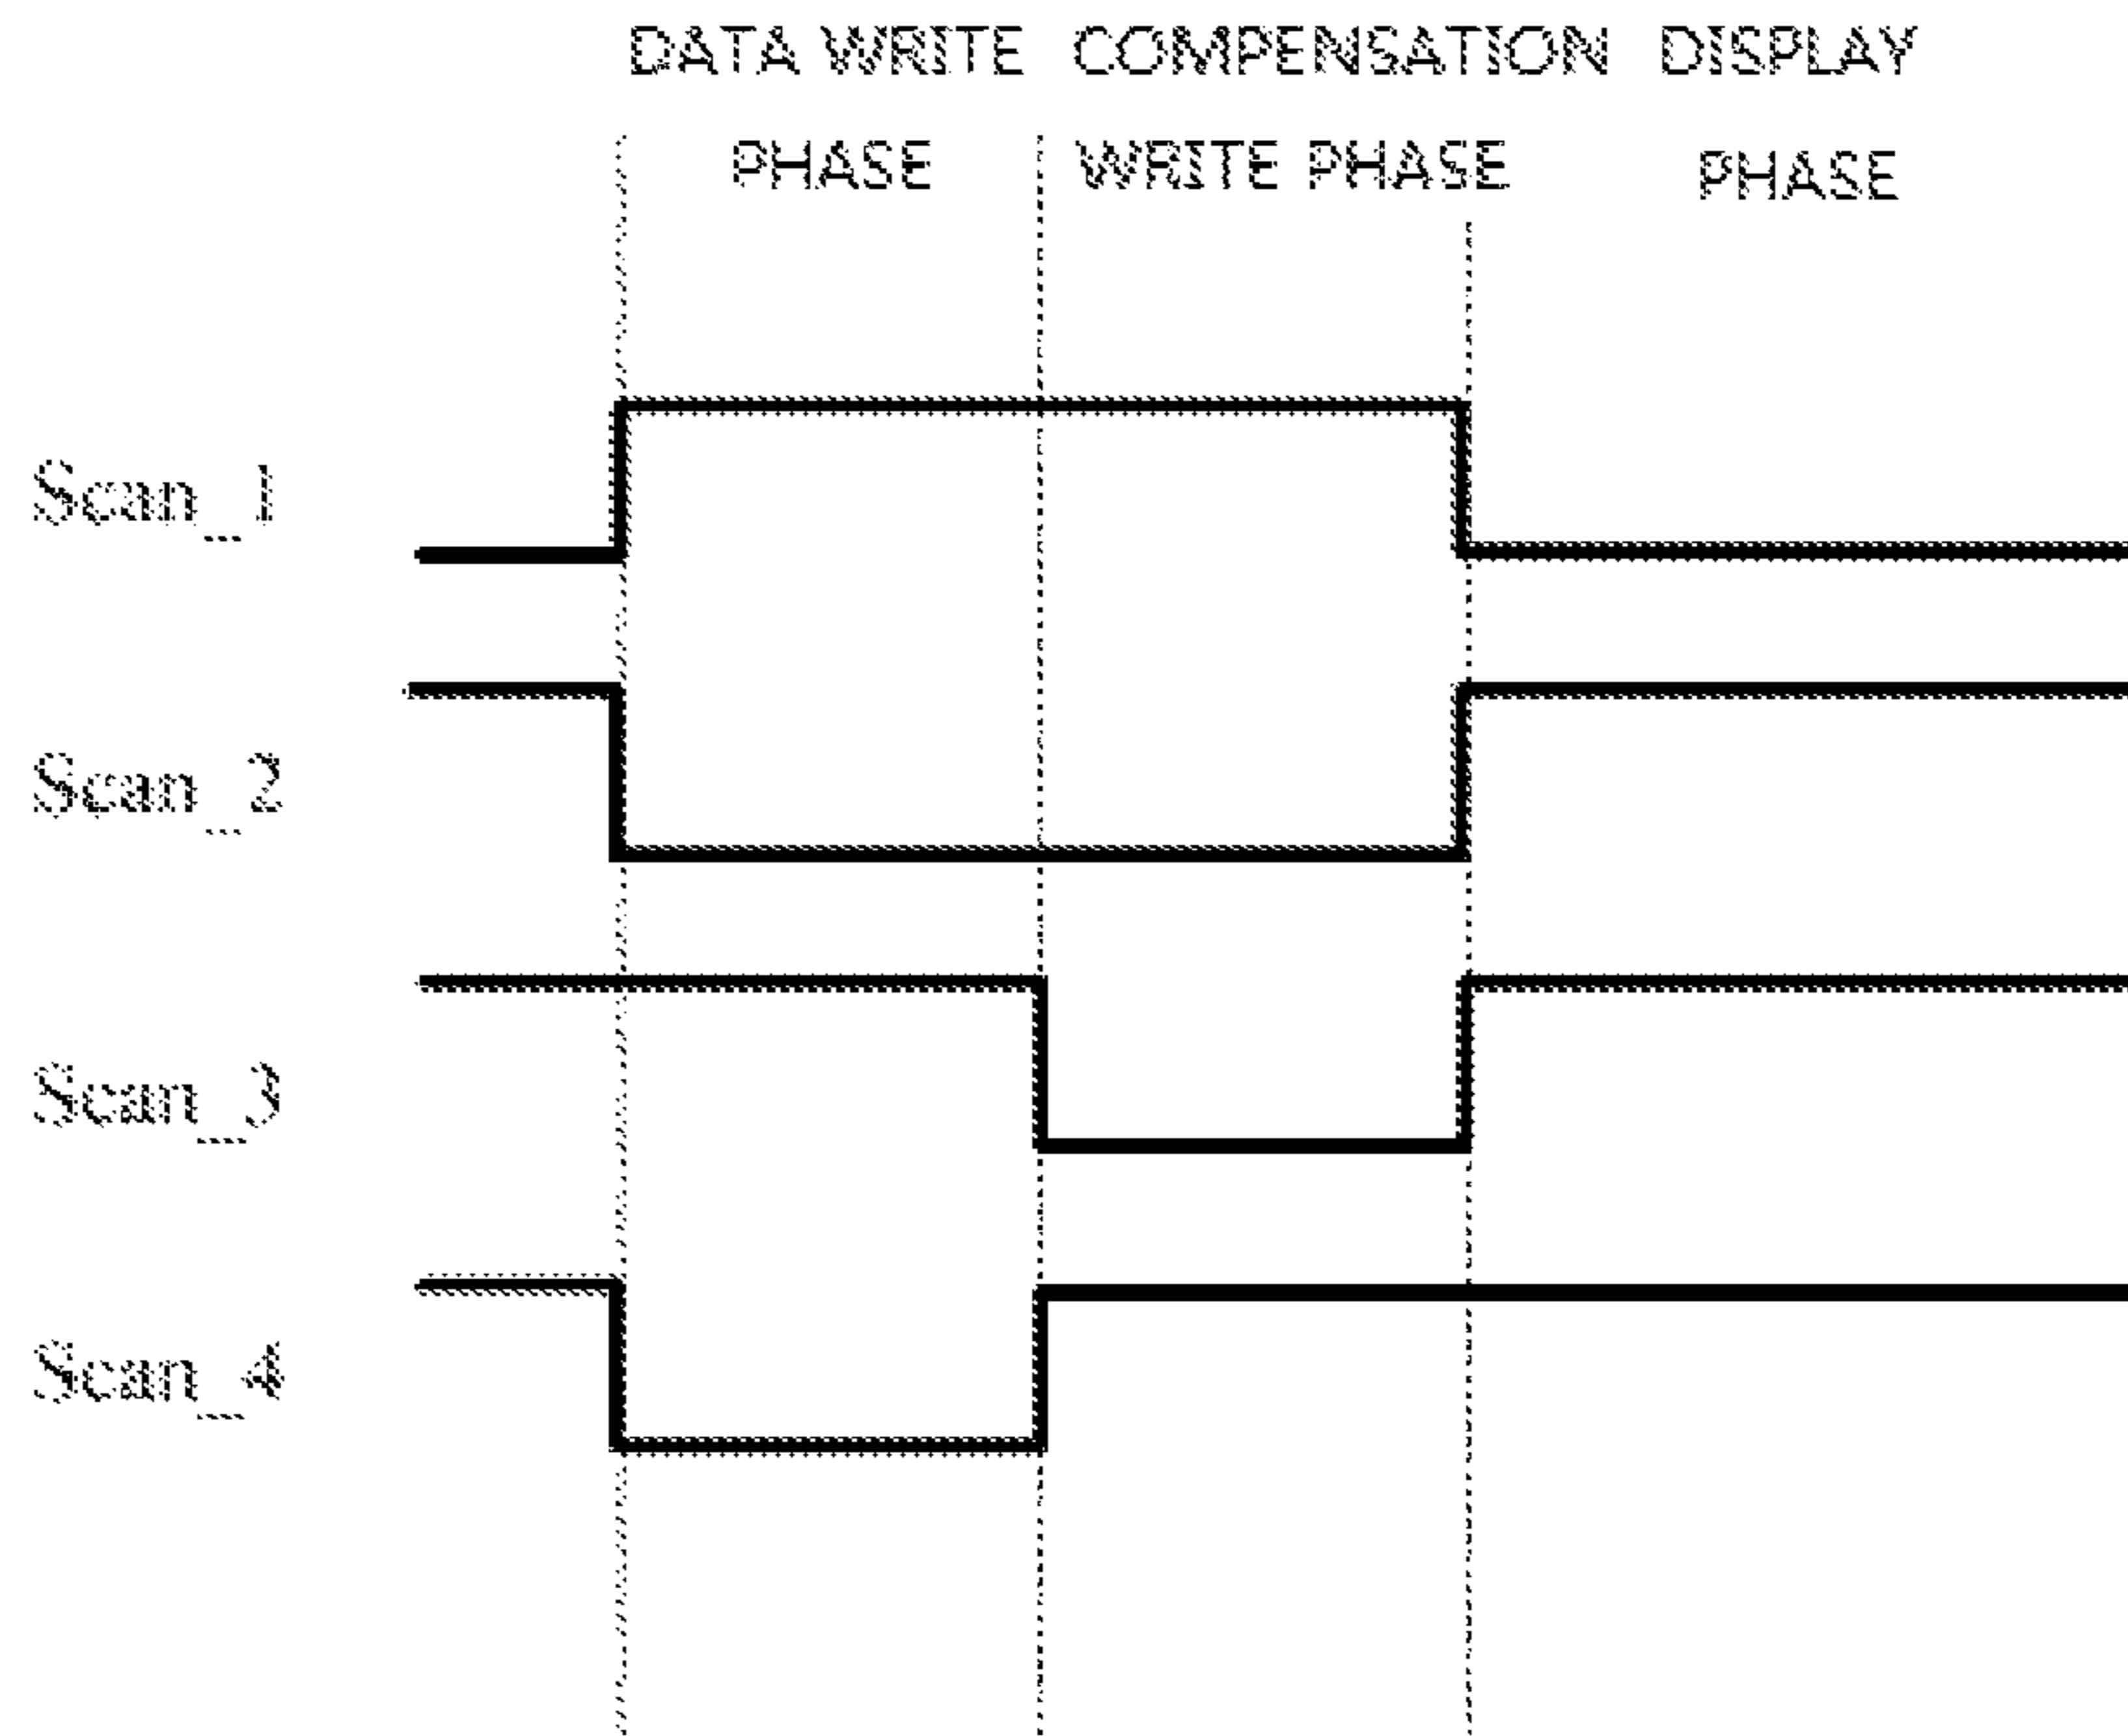 DATA WRITE COMPENSATION DISPLAY
PHASE WRITE PHASE PHASE
Scan_1
Scan_2
Scan_3
Scan_4